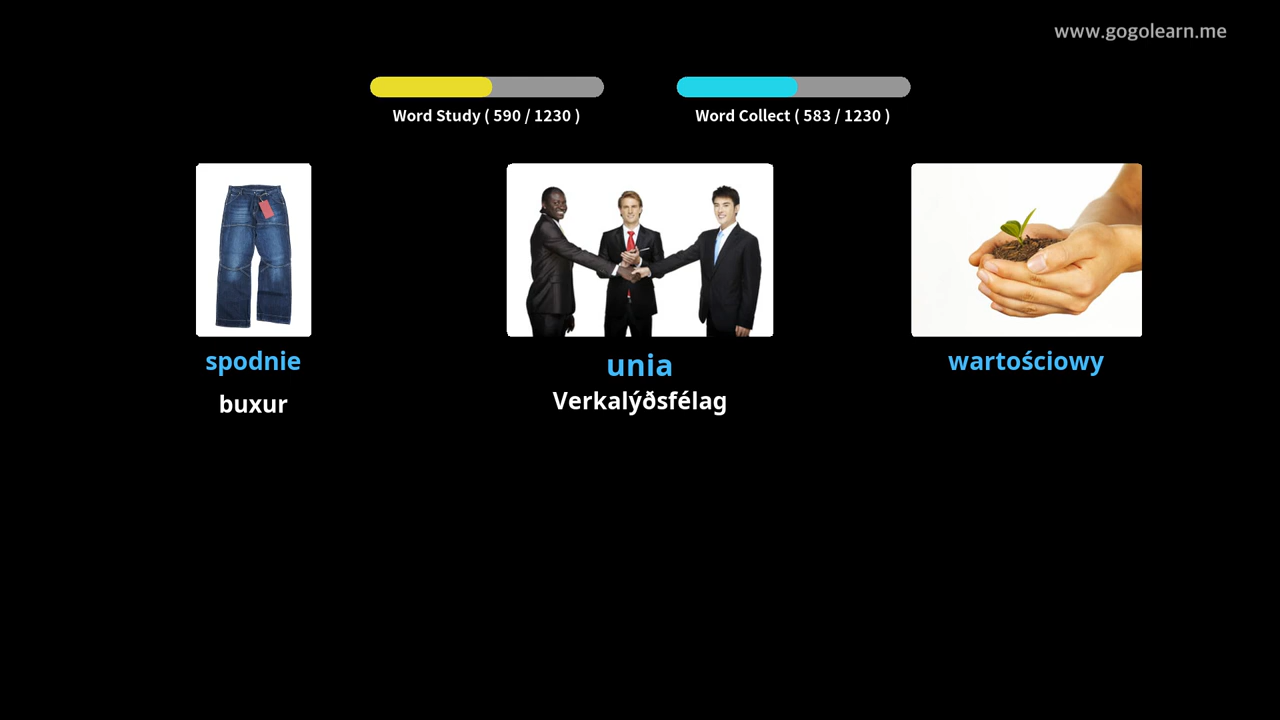 www.gogolearn.me
Word Study ( 590 / 1230 )
Word Collect ( 583 / 1230 )
spodnie
unia
wartościowy
buxur
Verkalýðsfélag